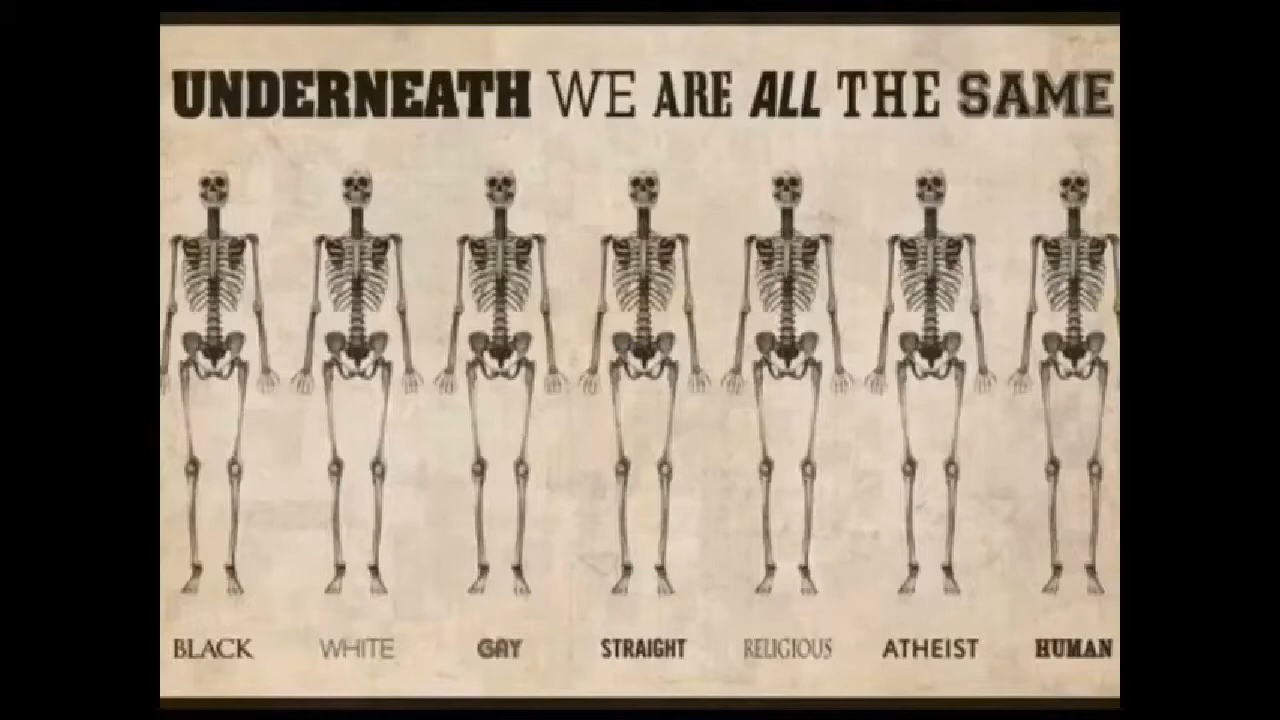 UNDERNEATH WE ARE ALL THE SAME
BLACK WHITE GAY STRAIGHT RELIGIOUS ATHEIST HUMAN